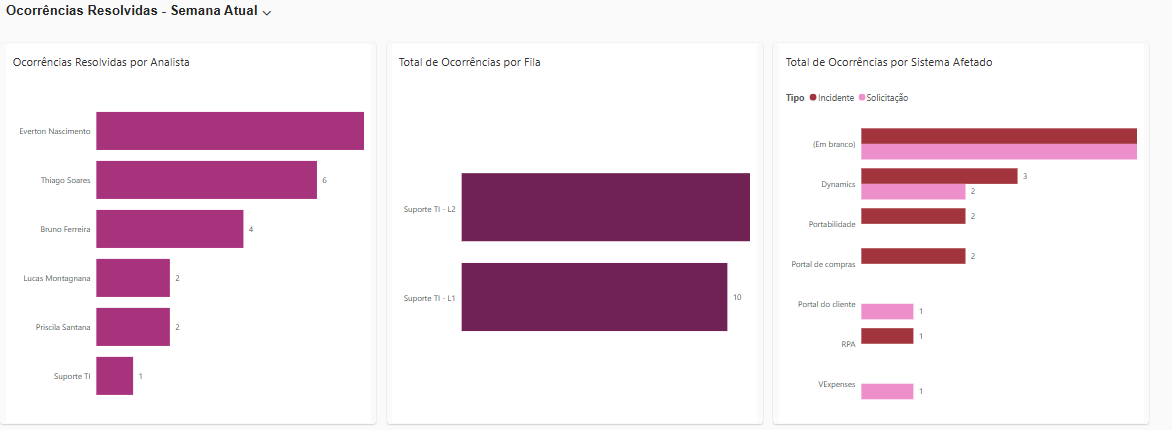 Ocorrências Resolvidas - Semana Atual
Ocorrências Resolvidas por Analista
Everton Nascimento
Thiago Soares
6
Bruno Ferreira
4
Lucas Montagnana
2
Priscila Santana
2
Suporte TI
1
Total de Ocorrências por Fila
Suporte TI - L2
Suporte TI - L1
10
Total de Ocorrências por Sistema Afetado
Tipo Incidente Solicitação
(Em branco)
Dynamics
3
2
Portabilidade
2
Portal de compras
2
Portal do cliente
1
RPA
1
VExpenses
1